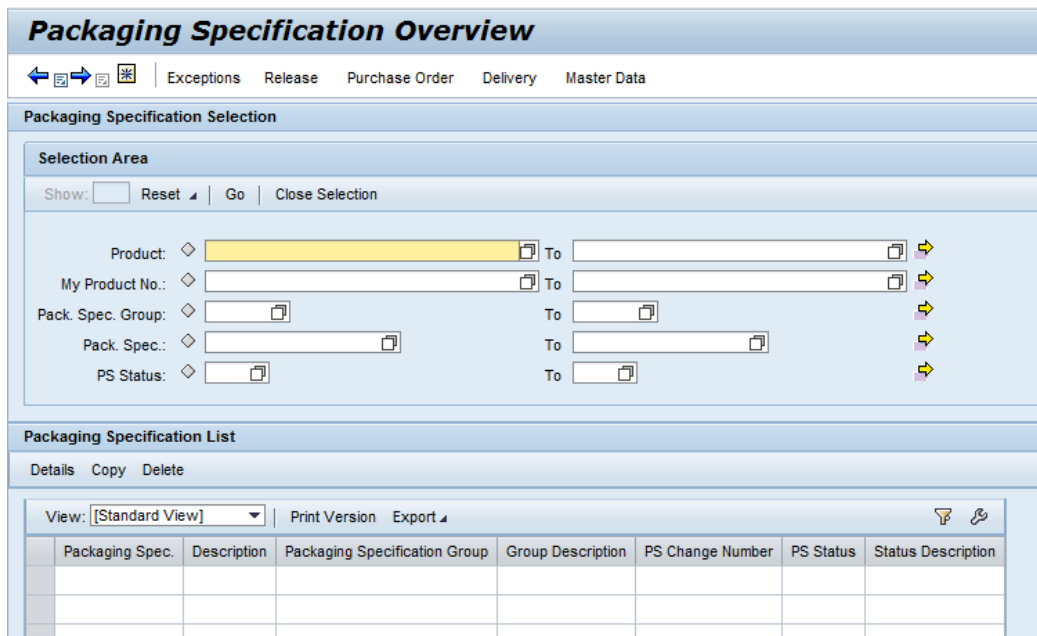 Packaging Specification Overview
Exceptions Release Purchase Order Delivery Master Data
Packaging Specification Selection
Selection Area
Show: Reset Go Close Selection
Product: To
My Product No.: To
Pack. Spec. Group: To
Pack. Spec.: To
PS Status: To
Packaging Specification List
Details Copy Delete
View: [Standard View] Print Version Export
Packaging Spec. Description Packaging Specification Group Group Description PS Change Number PS Status Status Description